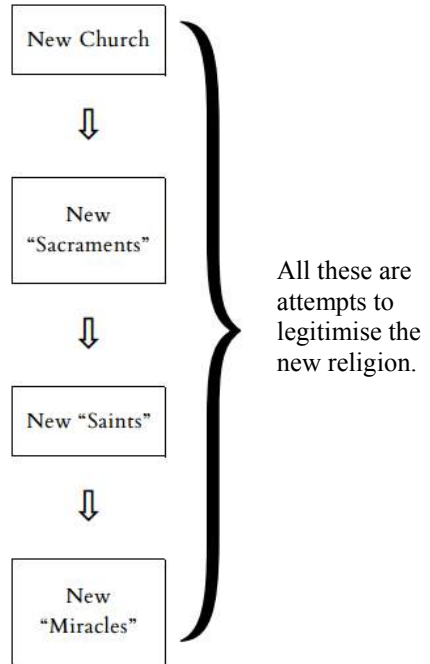 New Church
New
“Sacraments”
New “Saints”
New
“Miracles”
All these are
attempts to
legitimise the
new religion.